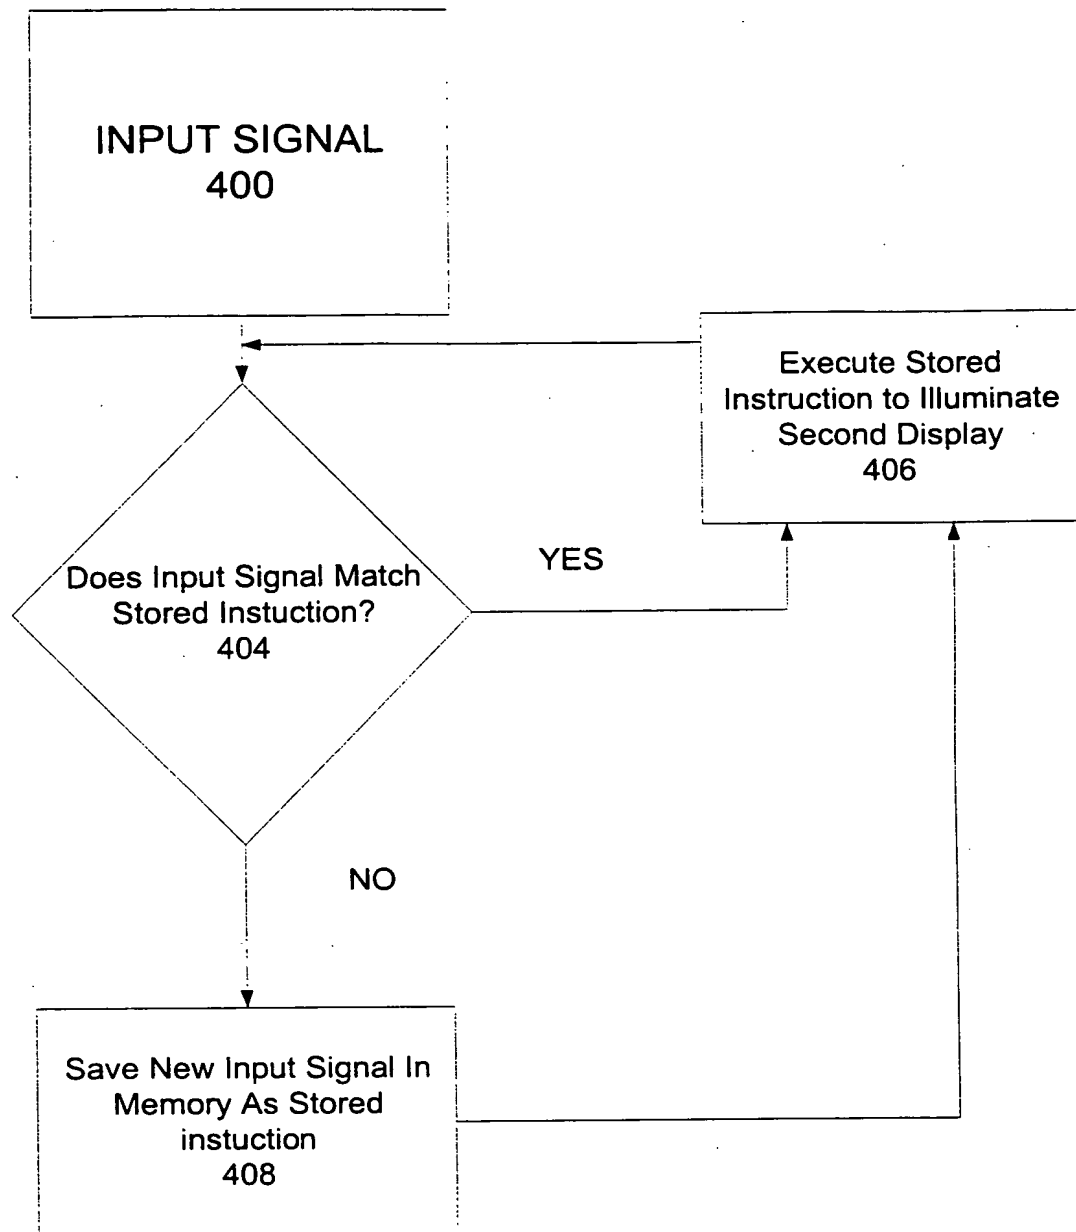 INPUT SIGNAL
400
Execute Stored
Instruction to Illuminate
Second Display
406
YES
Does Input Signal Match
Stored Instuction?
404
NO
Save New Input Signal In
Memory As Stored
instuction
408